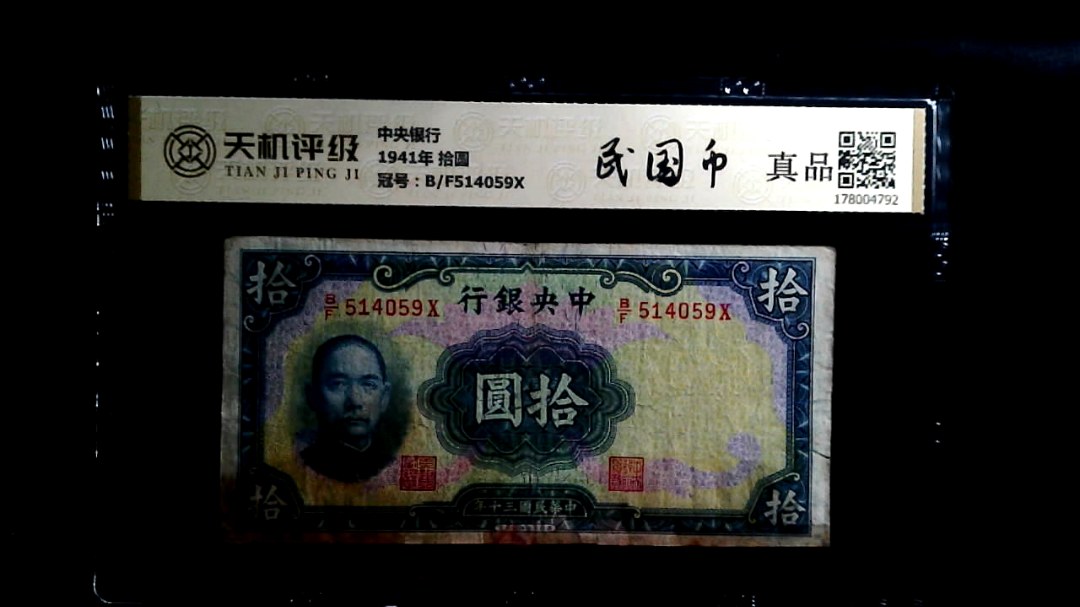 天机评级
TIAN JI PING JI
中央银行
1941年 拾圆
冠号：B/F514059X
民国币
真品
178004792
拾
拾
行銀央中
B/F 514059X
B/F 514059X
圓拾
年十三國民華中
拾
拾